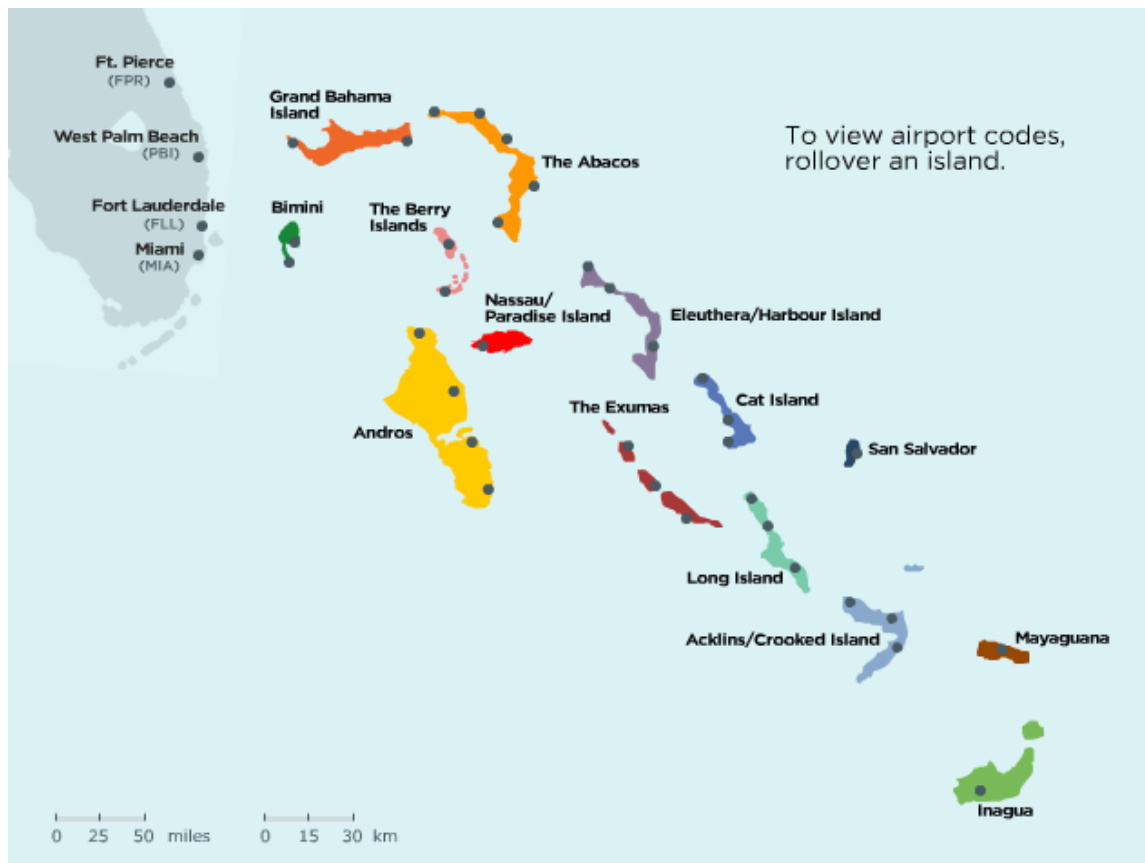 Ft. Pierce
(FPR)
West Palm Beach
(PBI)
Fort Lauderdale
(FLL)
Miami
(MIA)
Grand Bahama
Island
The Abacos
To view airport codes,
rollover an island.
Bimini
The Berry
Islands
Nassau/
Paradise Island
Eleuthera/Harbour Island
Andros
The Exumas
Cat Island
San Salvador
Long Island
Acklins/Crooked Island
Mayaguana
Inagua
0 25 50 miles
0 15 30 km